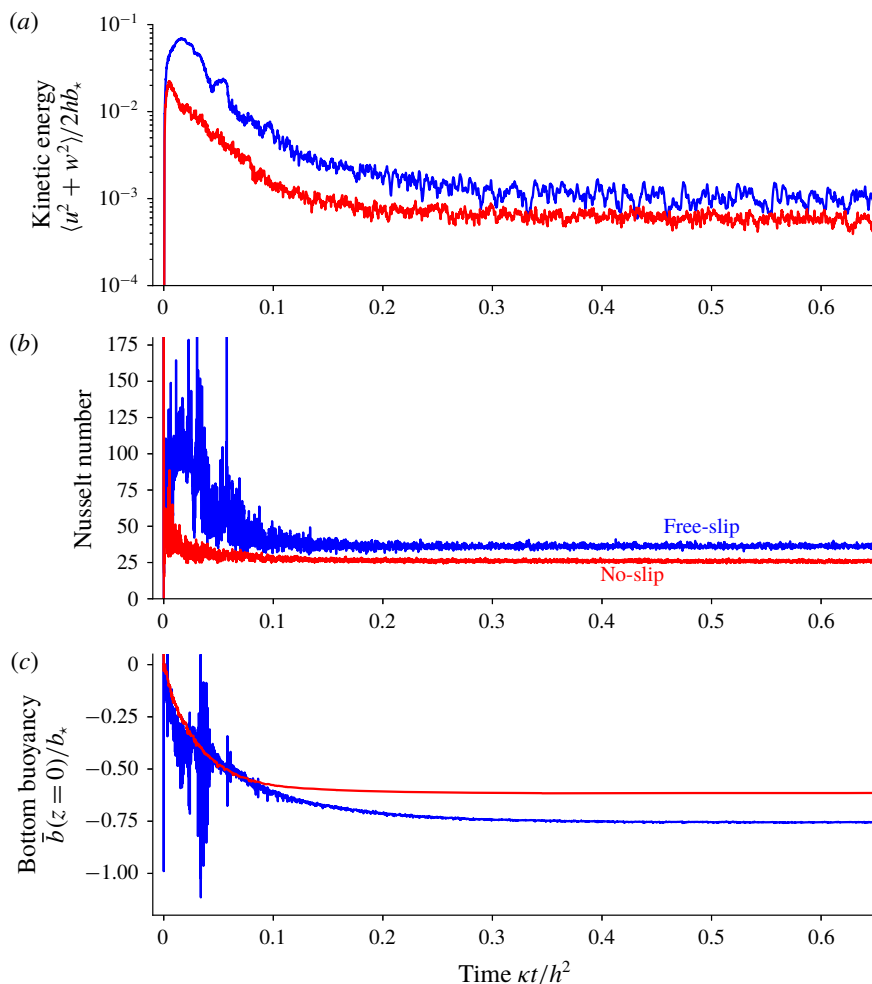 (a)
Kinetic energy
⟨u² + w²⟩/2hb⋆
10⁻¹
10⁻²
10⁻³
10⁻⁴
0 0.1 0.2 0.3 0.4 0.5 0.6
(b)
Nusselt number
175
150
125
100
75
50
25
0
Free-slip
No-slip
0 0.1 0.2 0.3 0.4 0.5 0.6
(c)
Bottom buoyancy
b̅(z = 0)/b⋆
0
−0.25
−0.50
−0.75
−1.00
0 0.1 0.2 0.3 0.4 0.5 0.6
Time κt/h²